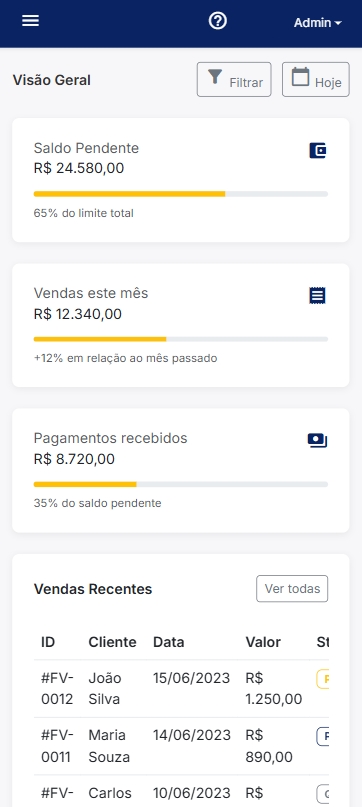 Admin
Visão Geral
Filtrar
Hoje
Saldo Pendente
R$ 24.580,00
65% do limite total
Vendas este mês
R$ 12.340,00
+12% em relação ao mês passado
Pagamentos recebidos
R$ 8.720,00
35% do saldo pendente
Vendas Recentes
Ver todas
ID Cliente Data Valor St
#FV- João 15/06/2023 R$
0012 Silva 1.250,00
#FV- Maria 14/06/2023 R$
0011 Souza 890,00
#FV- Carlos 10/06/2023 R$